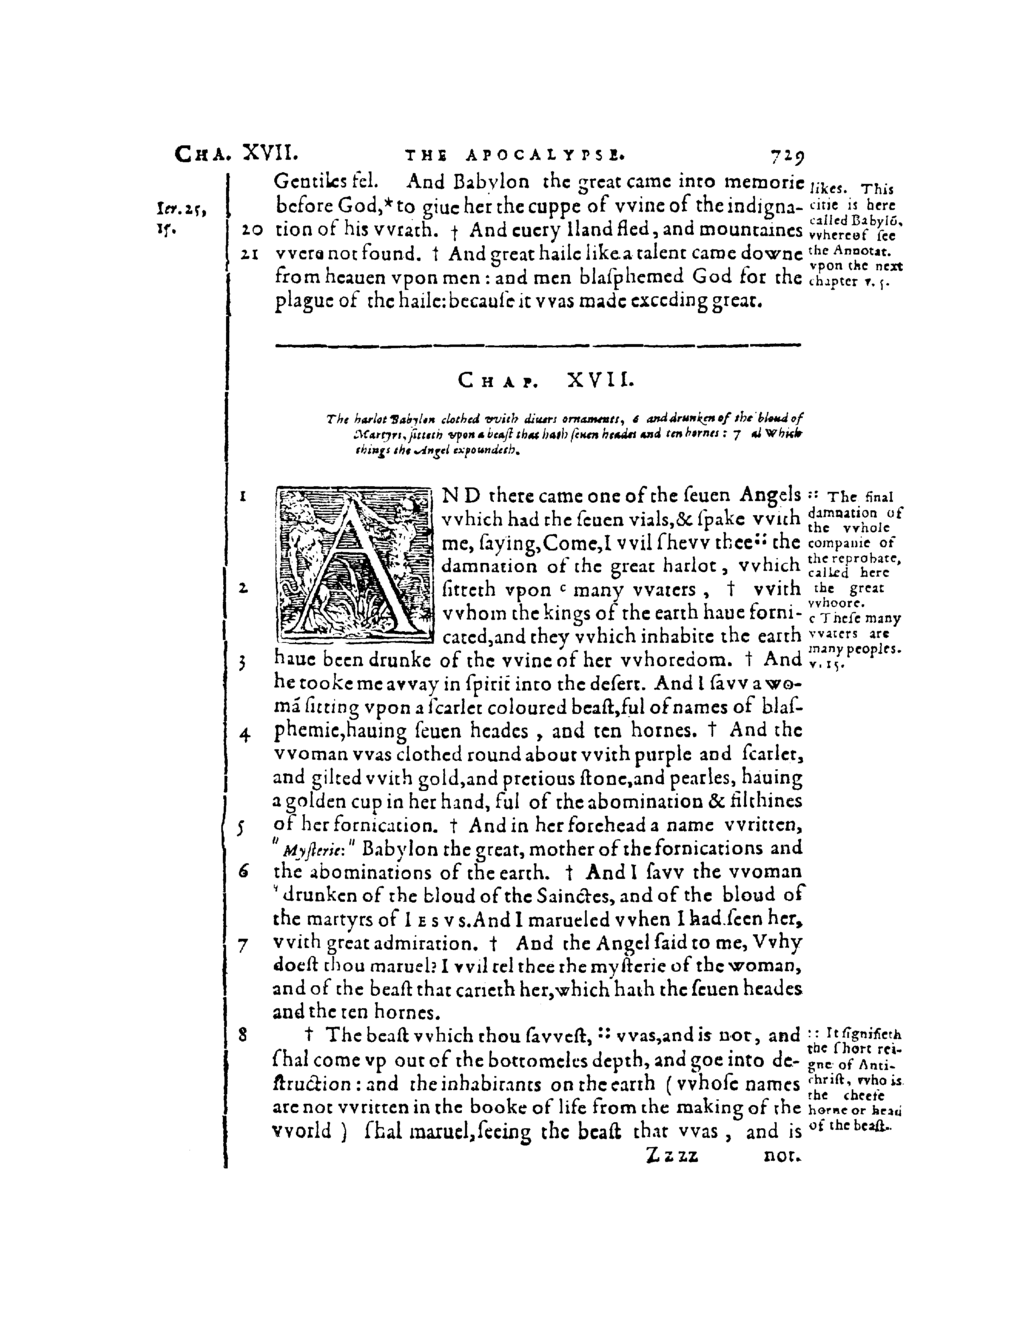 CHA. XVII. THE APOCALYPSE. 729
Gentiles fel. And Babylon the great came into memorie
Ier. 25,
15.
before God,* to giue her the cuppe of vvine of the indigna-
20 tion of his vvrath. † And euery Iland fled, and mountaines
21 vvere not found. † And great haile like a talent came dovvne
from heauen vpon men : and men blaſphemed God for the
plague of the haile: becauſe it vvas made exceding great.
likes. This
citie is here
called Babylō,
vvhereof ſee
the Annotat.
vpon the next
chapter v. 5.
CHAP. XVII.
The harlot Babylon clothed vvith diuers ornaments, 6 and drunken of the bloud of
Martyrs, ſitteth vpon a beaſt that hath ſeuen heades and ten hornes : 7 al which
things the Angel expoundeth.
1 AND there came one of the ſeuen Angels
vvhich had the ſeuen vials, & ſpake vvith
me, ſaying, Come, I vvil ſhevv thee :: the
damnation of the great harlot, vvhich
2 ſitteth vpon c many vvaters, † vvith
vvhom the kings of the earth haue forni-
cated, and they vvhich inhabite the earth
3 haue been drunke of the vvine of her vvhoredom. † And
he tooke me avvay in ſpirit into the deſert. And I ſavv a wo-
mā ſitting vpon a ſcarlet coloured beaſt, ful of names of blaſ-
4 phemie, hauing ſeuen heades, and ten hornes. † And the
vvoman vvas clothed round about vvith purple and ſcarlet,
and gilted vvith gold, and pretious ſtone, and pearles, hauing
a golden cup in her hand, ful of the abomination & filthines
5 of her fornication. † And in her forehead a name vvritten,
" Myſterie: " Babylon the great, mother of the fornications and
6 the abominations of the earth. † And I ſavv the vvoman
" drunken of the bloud of the Sainctes, and of the bloud of
the martyrs of IESVS. And I marueled vvhen I had ſeen her,
7 vvith great admiration. † And the Angel ſaid to me, Vvhy
doeſt thou maruel? I vvil tel thee the myſterie of the woman,
and of the beaſt that carieth her, which hath the ſeuen heades
and the ten hornes.
8 † The beaſt vvhich thou ſavveſt, :: vvas, and is not, and
ſhal come vp out of the bottomeles depth, and goe into de-
ſtruction : and the inhabitants on the earth ( vvhoſe names
are not vvritten in the booke of life from the making of the
vvorld ) ſhal maruel, ſeeing the beaſt that vvas, and is
:: The final
damnation of
the vvhole
companie of
the reprobate,
called here
the great
vvhoore.
c Theſe many
vvaters are
many peoples.
v. 15.
:: It ſignifieth
the ſhort rei-
gne of Anti-
chriſt, vvho is
the cheefe
horne or head
of the beaſt.
Zzzz not.